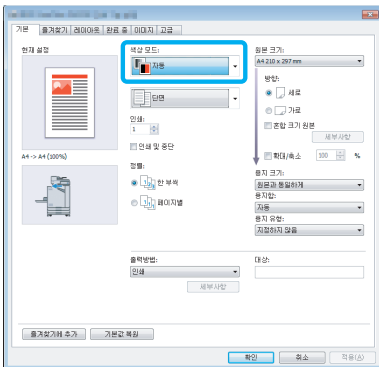 기본 즐겨찾기 레이아웃 완료 중 이미지 고급
현재 설정
A4 -> A4 (100%)
색상 모드:
자동
단면
인쇄:
1
인쇄 및 중단
정렬:
한 부씩
페이지별
출력방법:
인쇄
세부사항
원본 크기:
A4 210 x 297 mm
방향:
세로
가로
혼합 크기 원본
세부사항
확대/축소 100 %
용지 크기:
원본과 동일하게
용지함:
자동
용지 유형:
지정하지 않음
대상:
즐겨찾기에 추가 기본값 복원
확인 취소 적용(A)